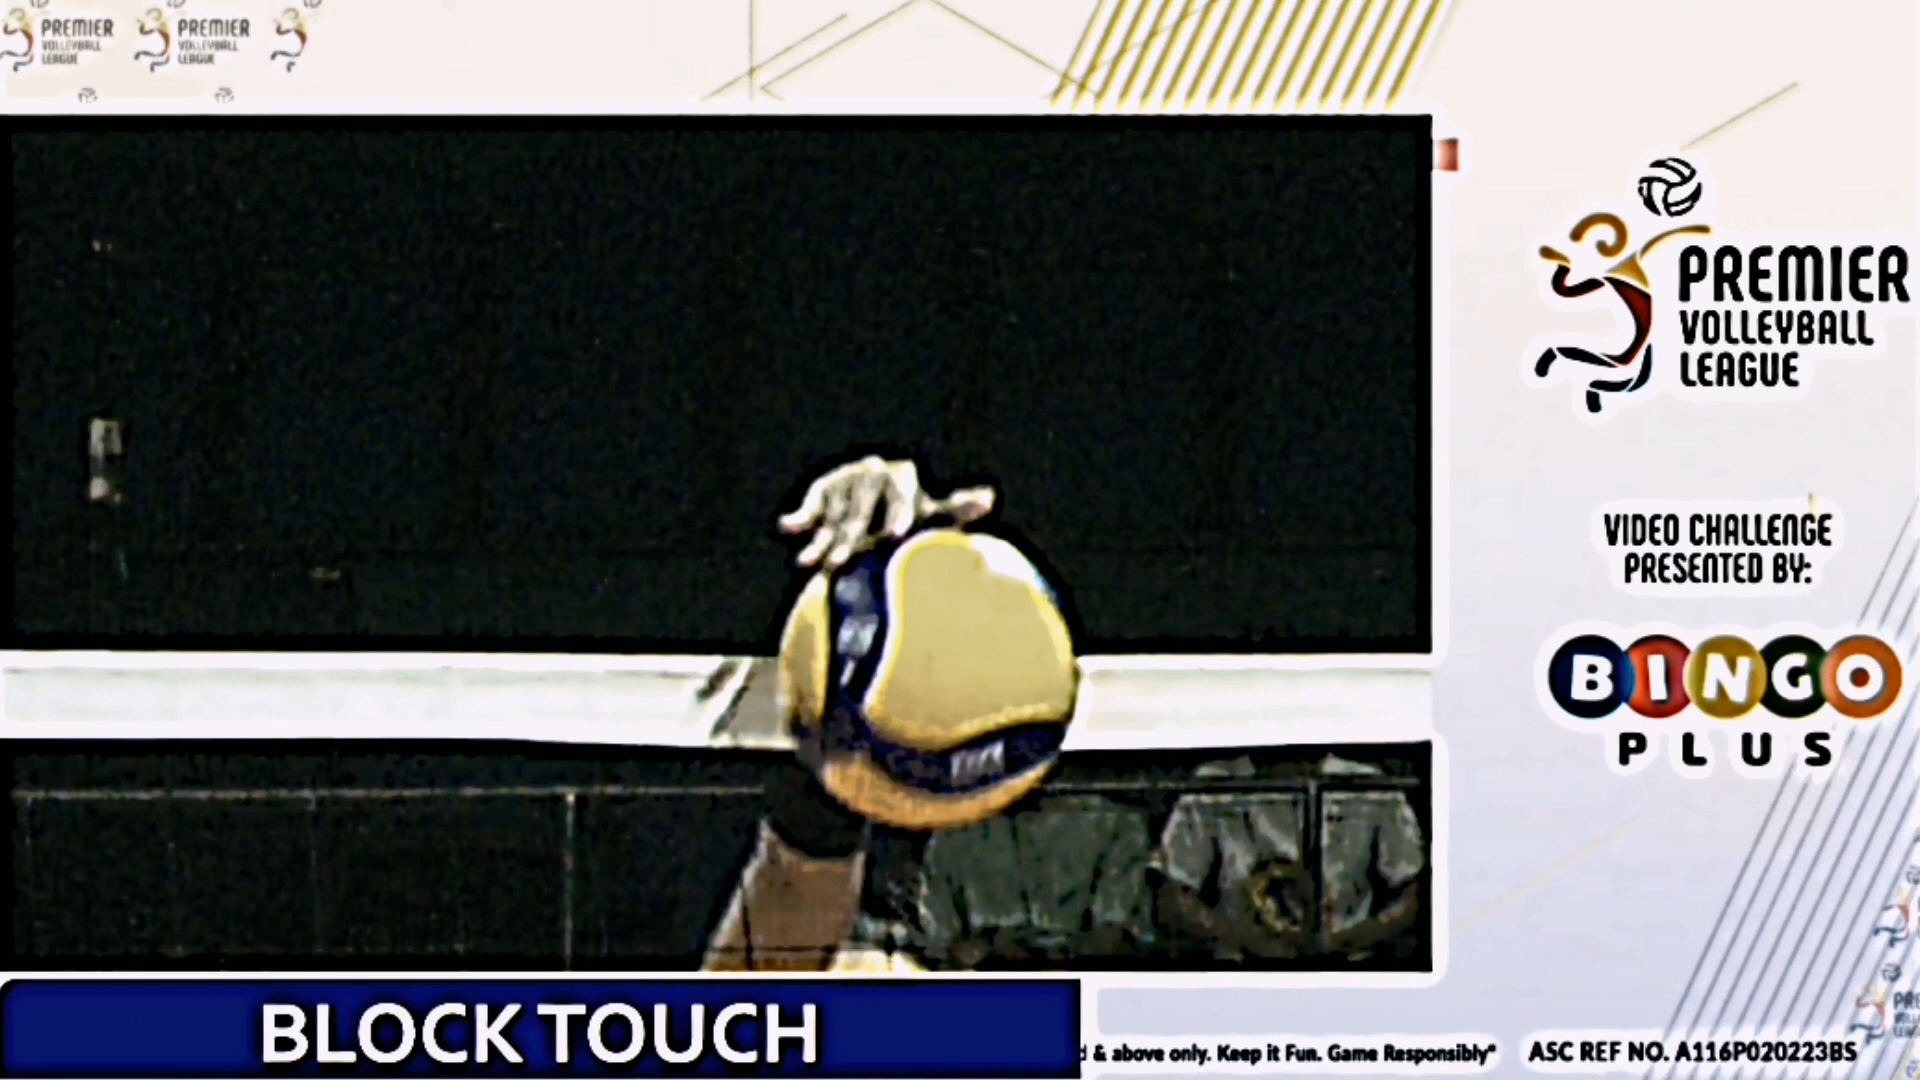 PREMIER
VOLLEYBALL
LEAGUE
PREMIER
VOLLEYBALL
LEAGUE
PREMIER
VOLLEYBALL
LEAGUE
VIDEO CHALLENGE
PRESENTED BY:
BINGO
PLUS
BLOCK TOUCH
& above only. Keep it Fun. Game Responsibly"
ASC REF NO. A116P020223BS